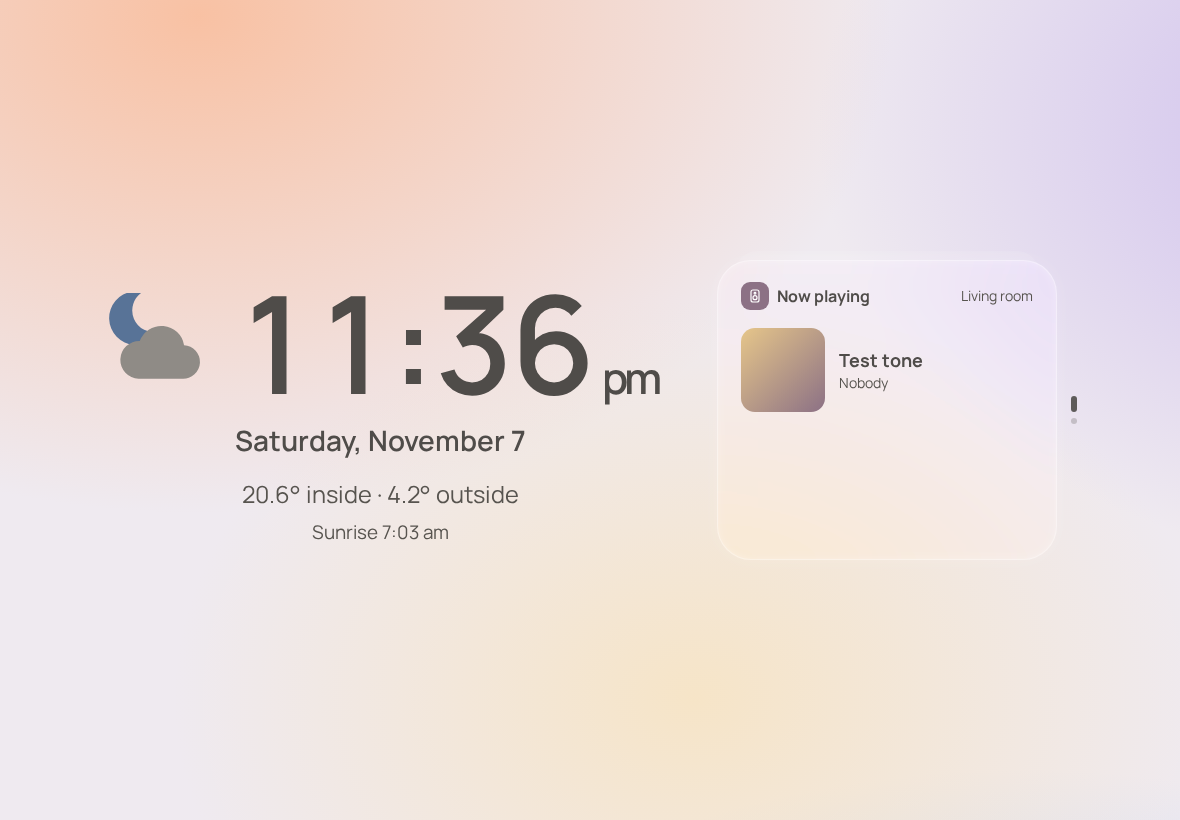 11:36 pm
Saturday, November 7
20.6° inside · 4.2° outside
Sunrise 7:03 am
Now playing
Living room
Test tone
Nobody